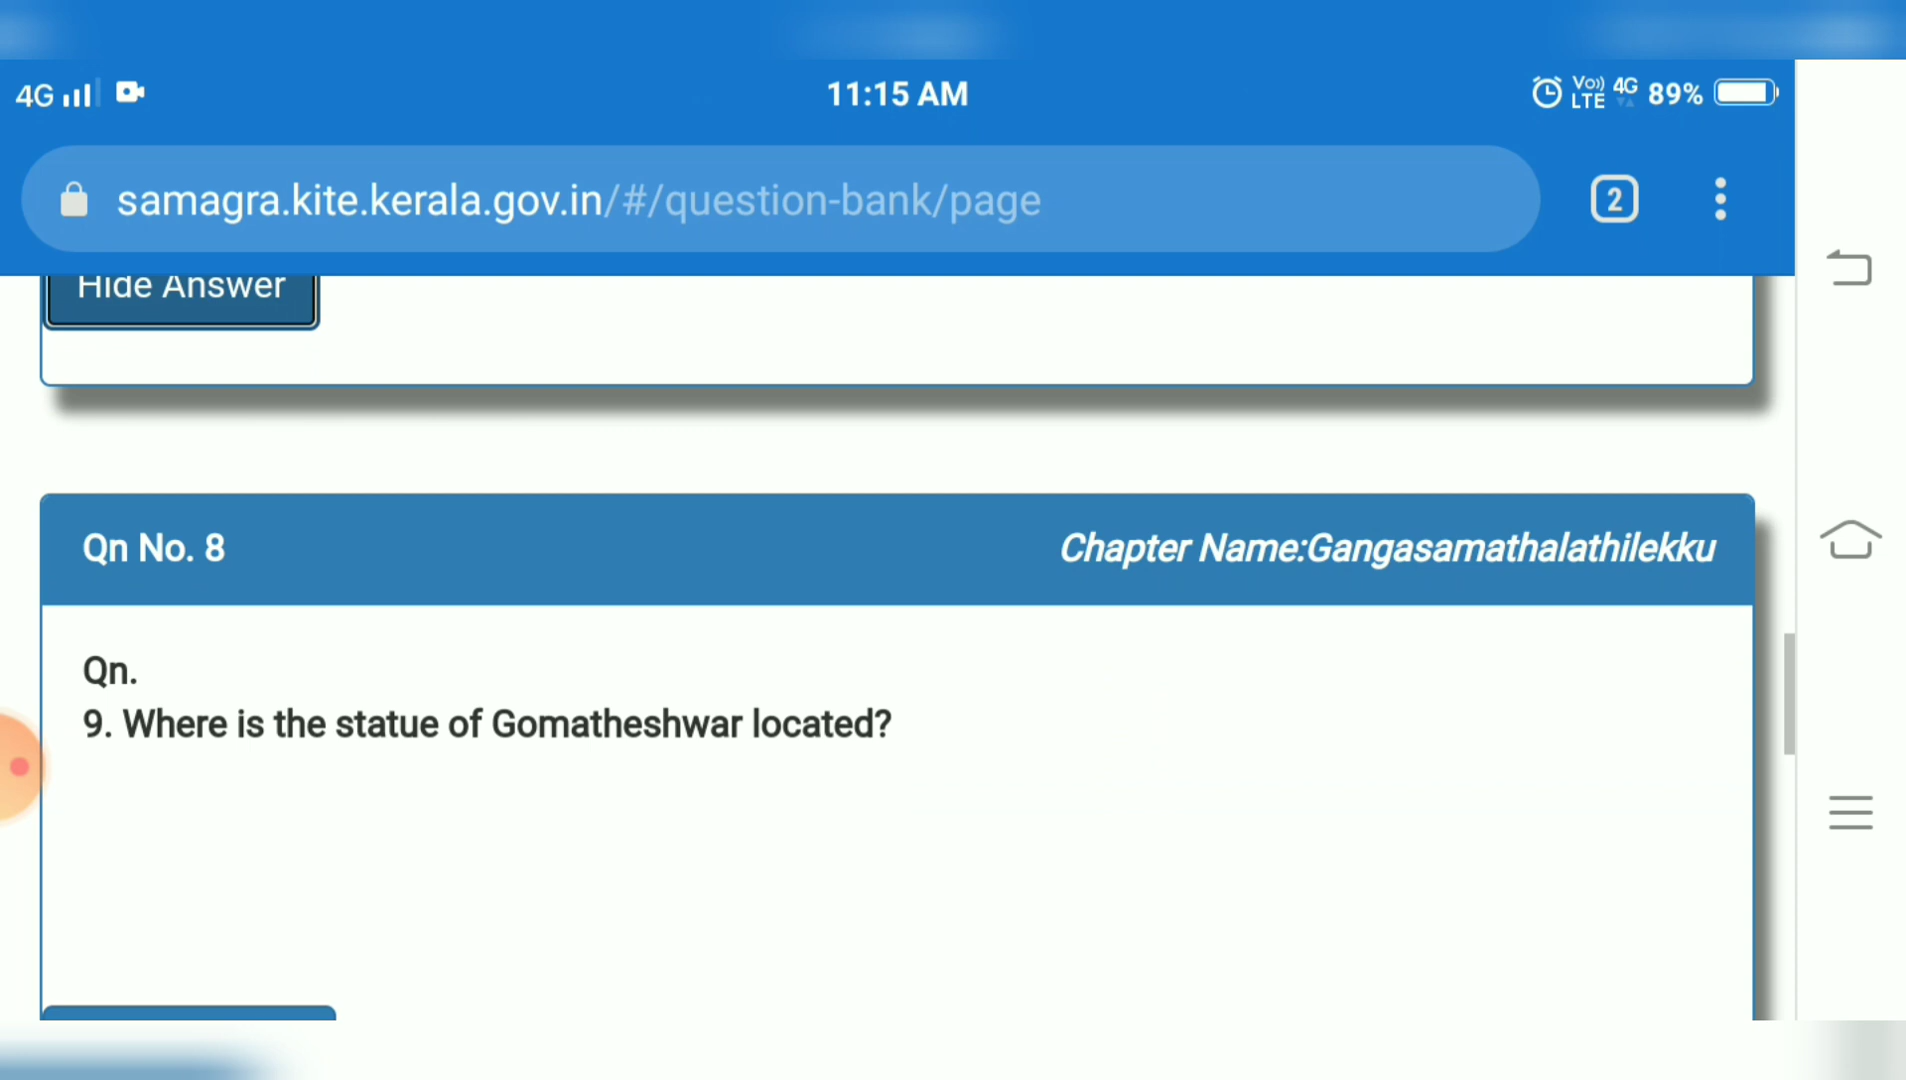 4G 11:15 AM Vo)) LTE 4G 89%
samagra.kite.kerala.gov.in/#/question-bank/page 2
Hide Answer
Qn No. 8 Chapter Name:Gangasamathalathilekku
Qn.
9. Where is the statue of Gomatheshwar located?